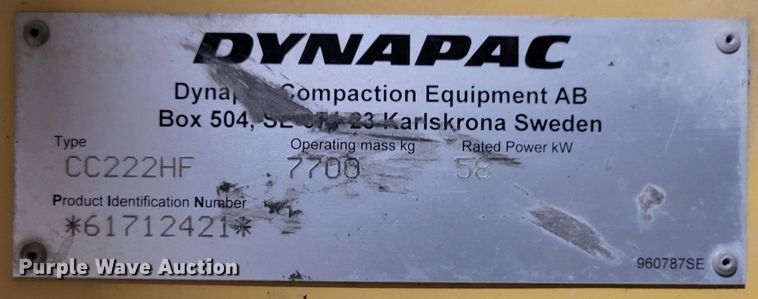 DYNAPAC
Compaction Equipment AB
Box 504, 23 Karlskrona Sweden
Type Operating mass kg Rated Power kW
CC222HF 7700 58
Product Identification Number
*61712421*
960787SE
Purple Wave Auction